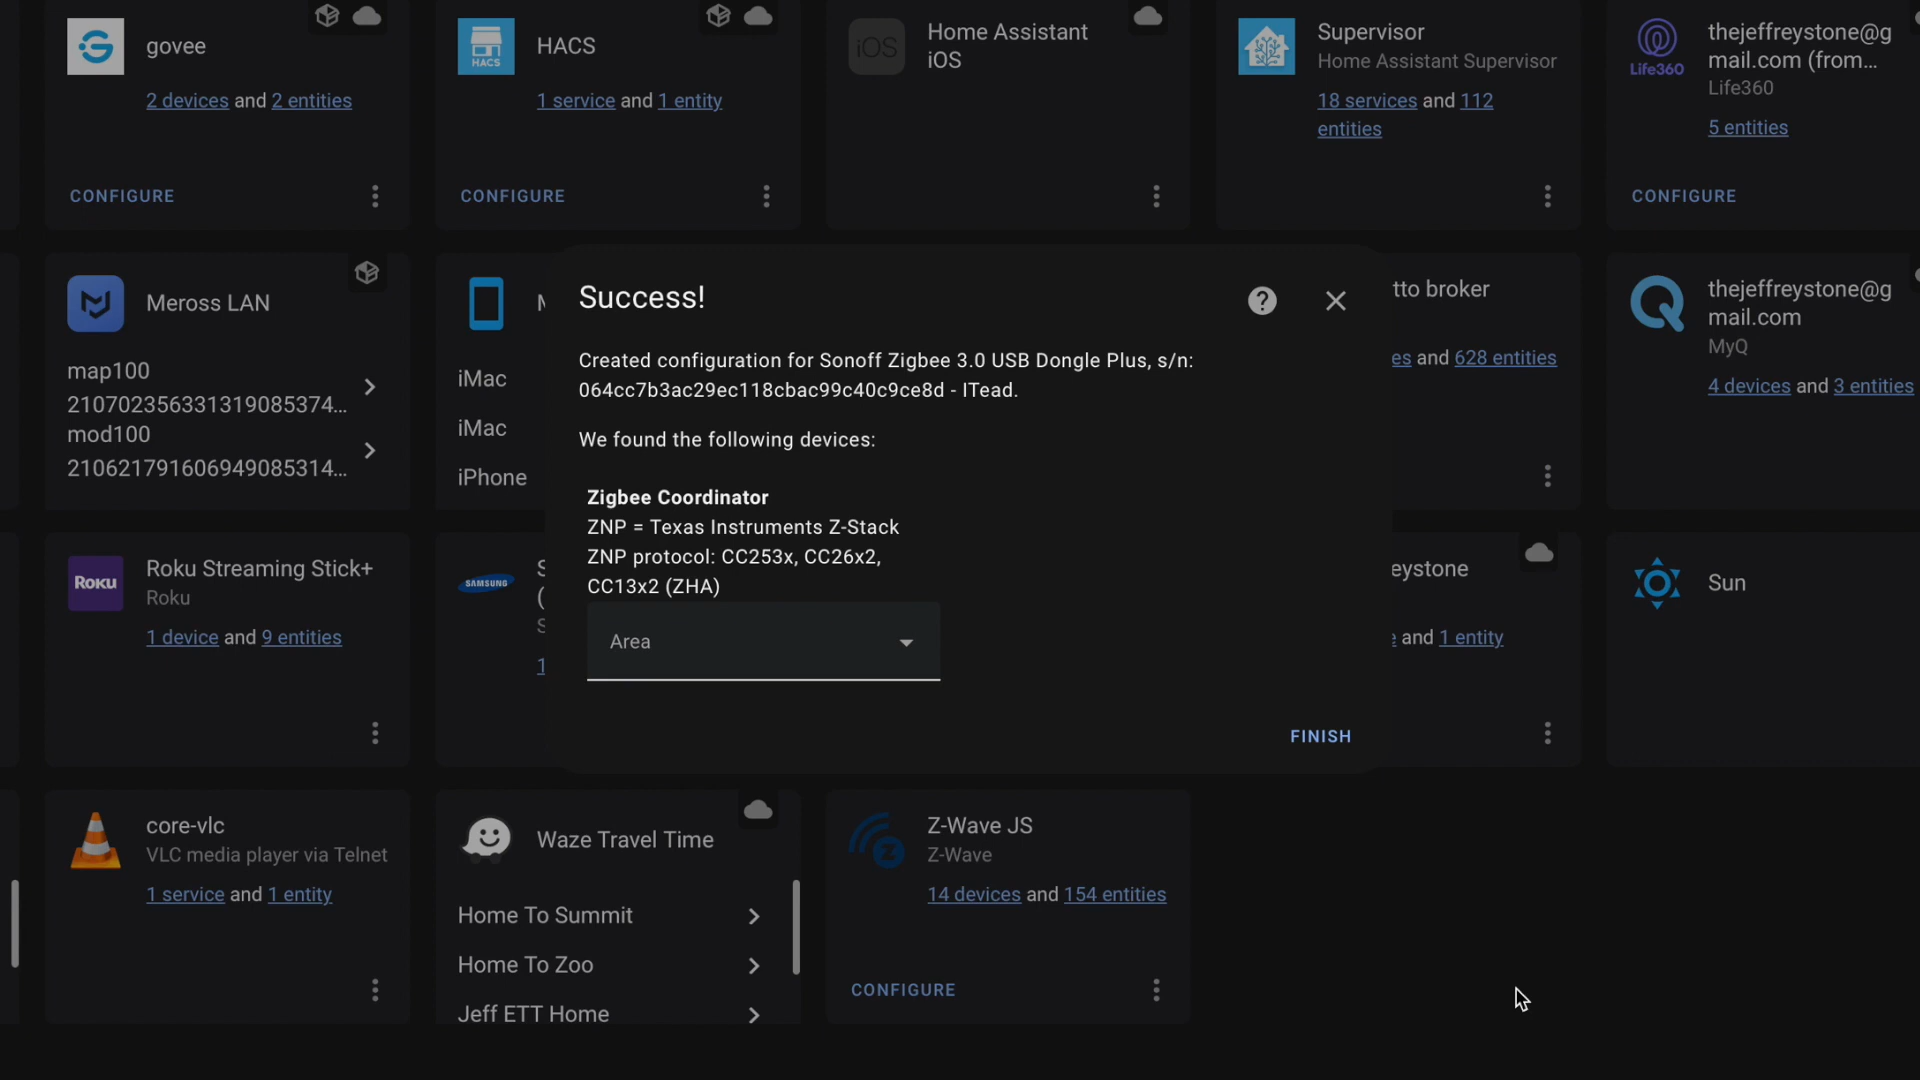 govee
2 devices and 2 entities
CONFIGURE
HACS
HACS
1 service and 1 entity
CONFIGURE
iOS
Home Assistant
iOS
Supervisor
Home Assistant Supervisor
18 services and 112
entities
Life360
thejeffreystone@g
mail.com (from...
Life360
5 entities
CONFIGURE
Meross LAN
map100
210702356331319085374...
mod100
210621791606949085314...
iMac
iMac
iPhone
Success!
Created configuration for Sonoff Zigbee 3.0 USB Dongle Plus, s/n:
064cc7b3ac29ec118cbac99c40c9ce8d - ITead.
We found the following devices:
Zigbee Coordinator
ZNP = Texas Instruments Z-Stack
ZNP protocol: CC253x, CC26x2,
CC13x2 (ZHA)
Area
FINISH
tto broker
es and 628 entities
thejeffreystone@g
mail.com
MyQ
4 devices and 3 entities
Roku
Roku Streaming Stick+
Roku
1 device and 9 entities
SAMSUNG
S
(
S
1
eystone
e and 1 entity
Sun
core-vlc
VLC media player via Telnet
1 service and 1 entity
Waze Travel Time
Home To Summit
Home To Zoo
Jeff ETT Home
Z-Wave JS
Z-Wave
14 devices and 154 entities
CONFIGURE